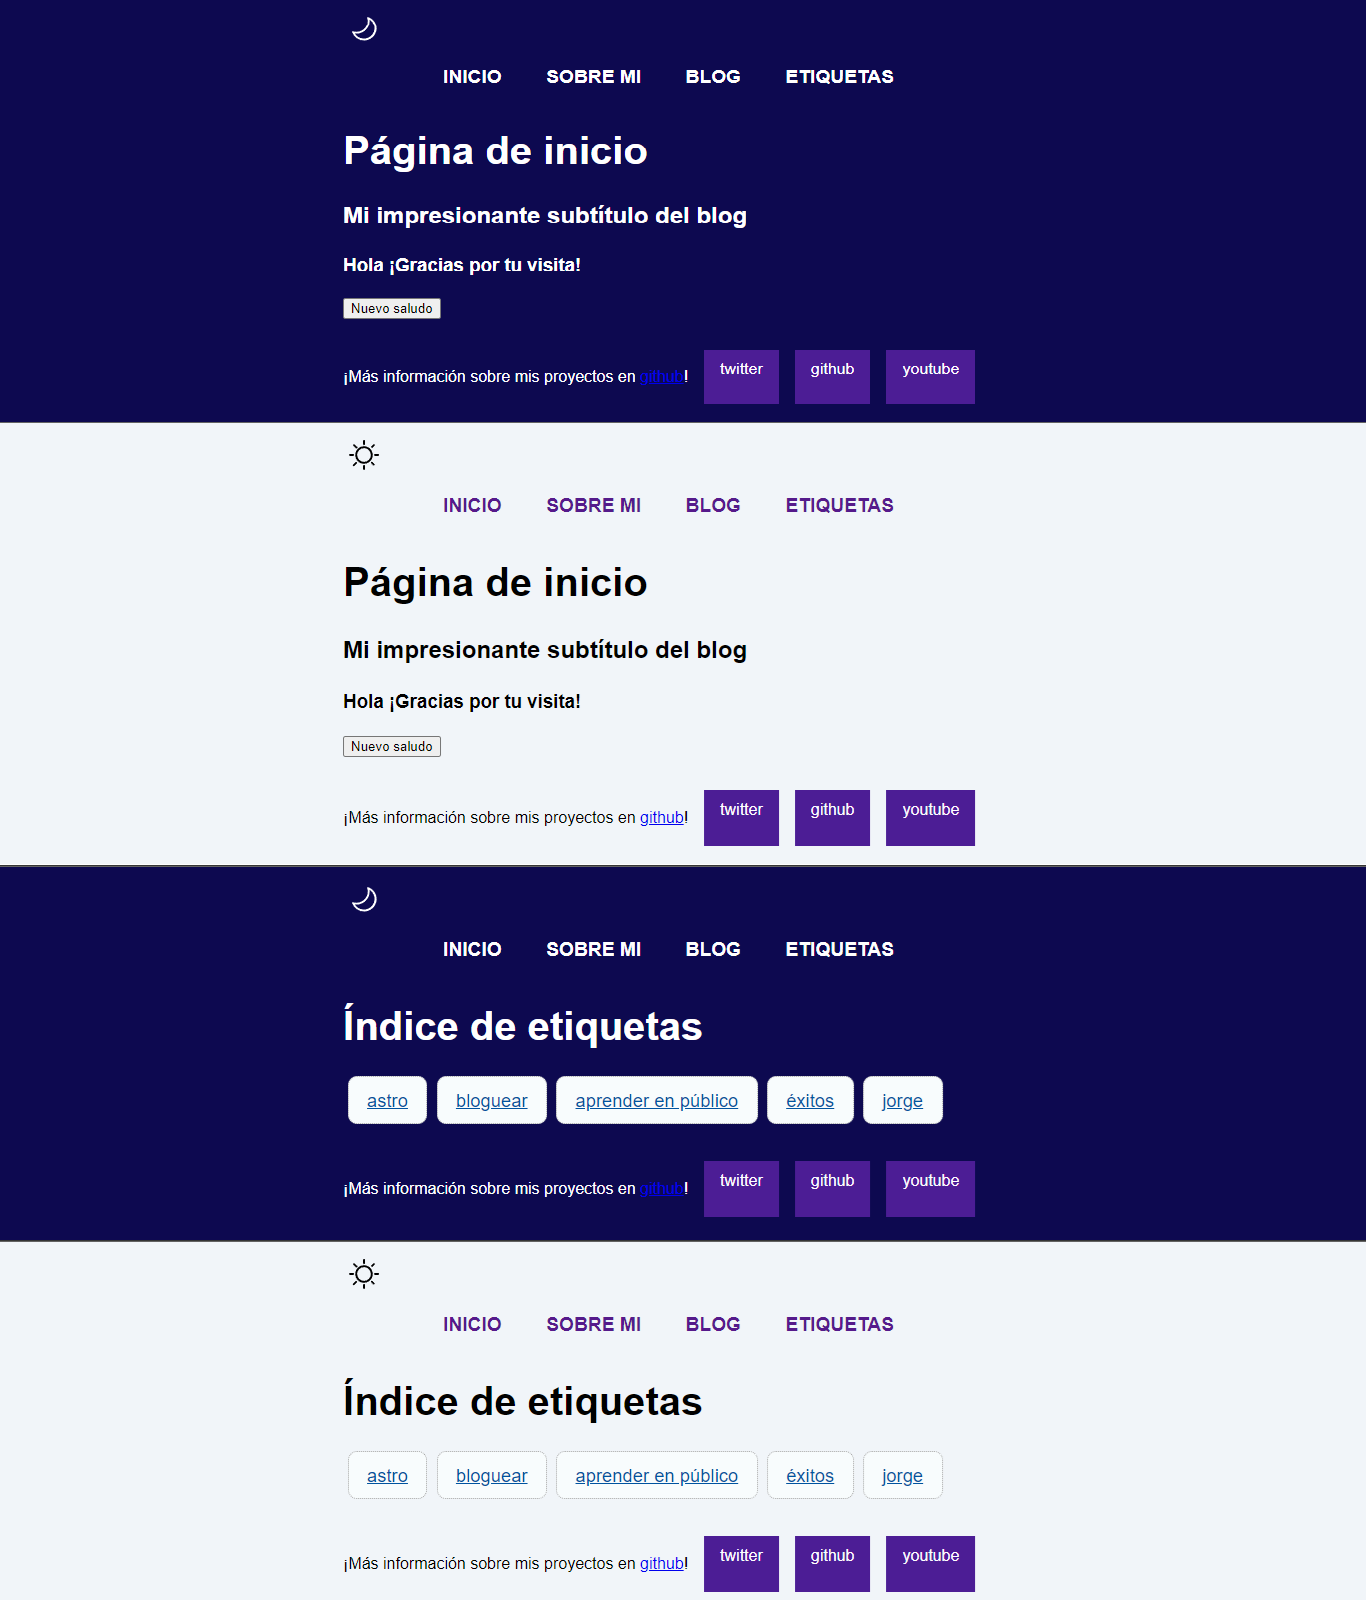 INICIO SOBRE MI BLOG ETIQUETAS
Página de inicio
Mi impresionante subtítulo del blog
Hola ¡Gracias por tu visita!
Nuevo saludo
¡Más información sobre mis proyectos en github! twitter github youtube
INICIO SOBRE MI BLOG ETIQUETAS
Página de inicio
Mi impresionante subtítulo del blog
Hola ¡Gracias por tu visita!
Nuevo saludo
¡Más información sobre mis proyectos en github! twitter github youtube
INICIO SOBRE MI BLOG ETIQUETAS
Índice de etiquetas
astro bloguear aprender en público éxitos jorge
¡Más información sobre mis proyectos en github! twitter github youtube
INICIO SOBRE MI BLOG ETIQUETAS
Índice de etiquetas
astro bloguear aprender en público éxitos jorge
¡Más información sobre mis proyectos en github! twitter github youtube